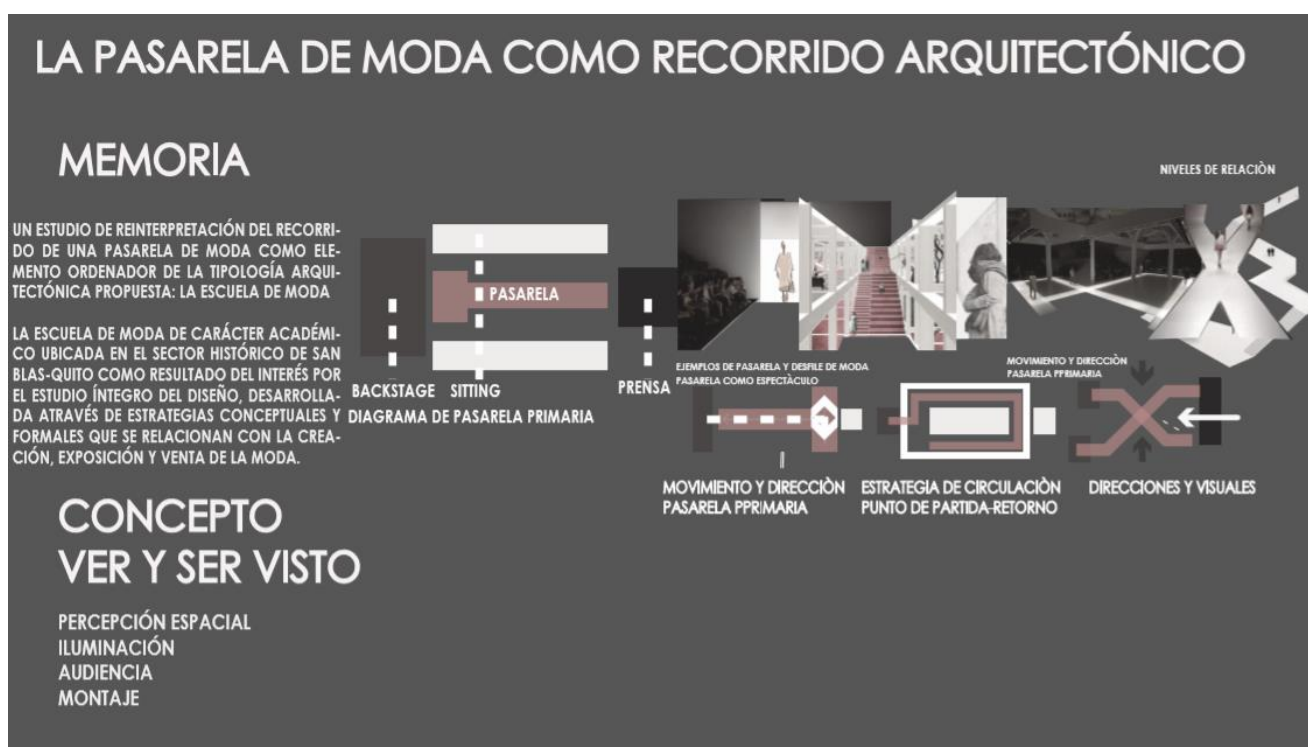 LA PASARELA DE MODA COMO RECORRIDO ARQUITECTÓNICO
MEMORIA
UN ESTUDIO DE REINTERPRETACIÓN DEL RECORRI-
DO DE UNA PASARELA DE MODA COMO ELE-
MENTO ORDENADOR DE LA TIPOLOGÍA ARQUI-
TECTÓNICA PROPUESTA: LA ESCUELA DE MODA
LA ESCUELA DE MODA DE CARÁCTER ACADÉMI-
CO UBICADA EN EL SECTOR HISTÓRICO DE SAN
BLAS-QUITO COMO RESULTADO DEL INTERÉS POR
EL ESTUDIO ÍNTEGRO DEL DISEÑO, DESARROLLA-
DA ATRAVÉS DE ESTRATEGIAS CONCEPTUALES Y
FORMALES QUE SE RELACIONAN CON LA CREA-
CIÓN, EXPOSICIÓN Y VENTA DE LA MODA.
CONCEPTO
VER Y SER VISTO
PERCEPCIÓN ESPACIAL
ILUMINACIÓN
AUDIENCIA
MONTAJE
PASARELA
BACKSTAGE SITTING
PRENSA
DIAGRAMA DE PASARELA PRIMARIA
NIVELES DE RELACIÒN
EJEMPLOS DE PASARELA Y DESFILE DE MODA
PASARELA COMO ESPECTÀCULO
MOVIMIENTO Y DIRECCIÒN
PASARELA PPRIMARIA
MOVIMIENTO Y DIRECCIÒN
PASARELA PPRIMARIA
ESTRATEGIA DE CIRCULACIÒN
PUNTO DE PARTIDA-RETORNO
DIRECCIONES Y VISUALES